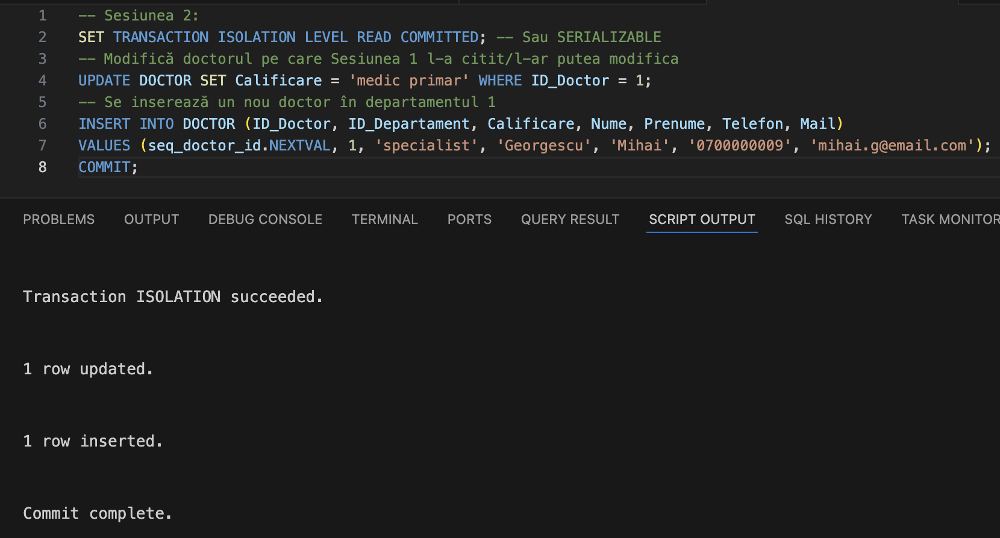 1 -- Sesiunea 2:
2 SET TRANSACTION ISOLATION LEVEL READ COMMITTED; -- Sau SERIALIZABLE
3 -- Modifică doctorul pe care Sesiunea 1 l-a citit/l-ar putea modifica
4 UPDATE DOCTOR SET Calificare = 'medic primar' WHERE ID_Doctor = 1;
5 -- Se inserează un nou doctor în departamentul 1
6 INSERT INTO DOCTOR (ID_Doctor, ID_Departament, Calificare, Nume, Prenume, Telefon, Mail)
7 VALUES (seq_doctor_id.NEXTVAL, 1, 'specialist', 'Georgescu', 'Mihai', '0700000009', 'mihai.g@email.com');
8 COMMIT;
PROBLEMS OUTPUT DEBUG CONSOLE TERMINAL PORTS QUERY RESULT SCRIPT OUTPUT SQL HISTORY TASK MONITOR
Transaction ISOLATION succeeded.
1 row updated.
1 row inserted.
Commit complete.